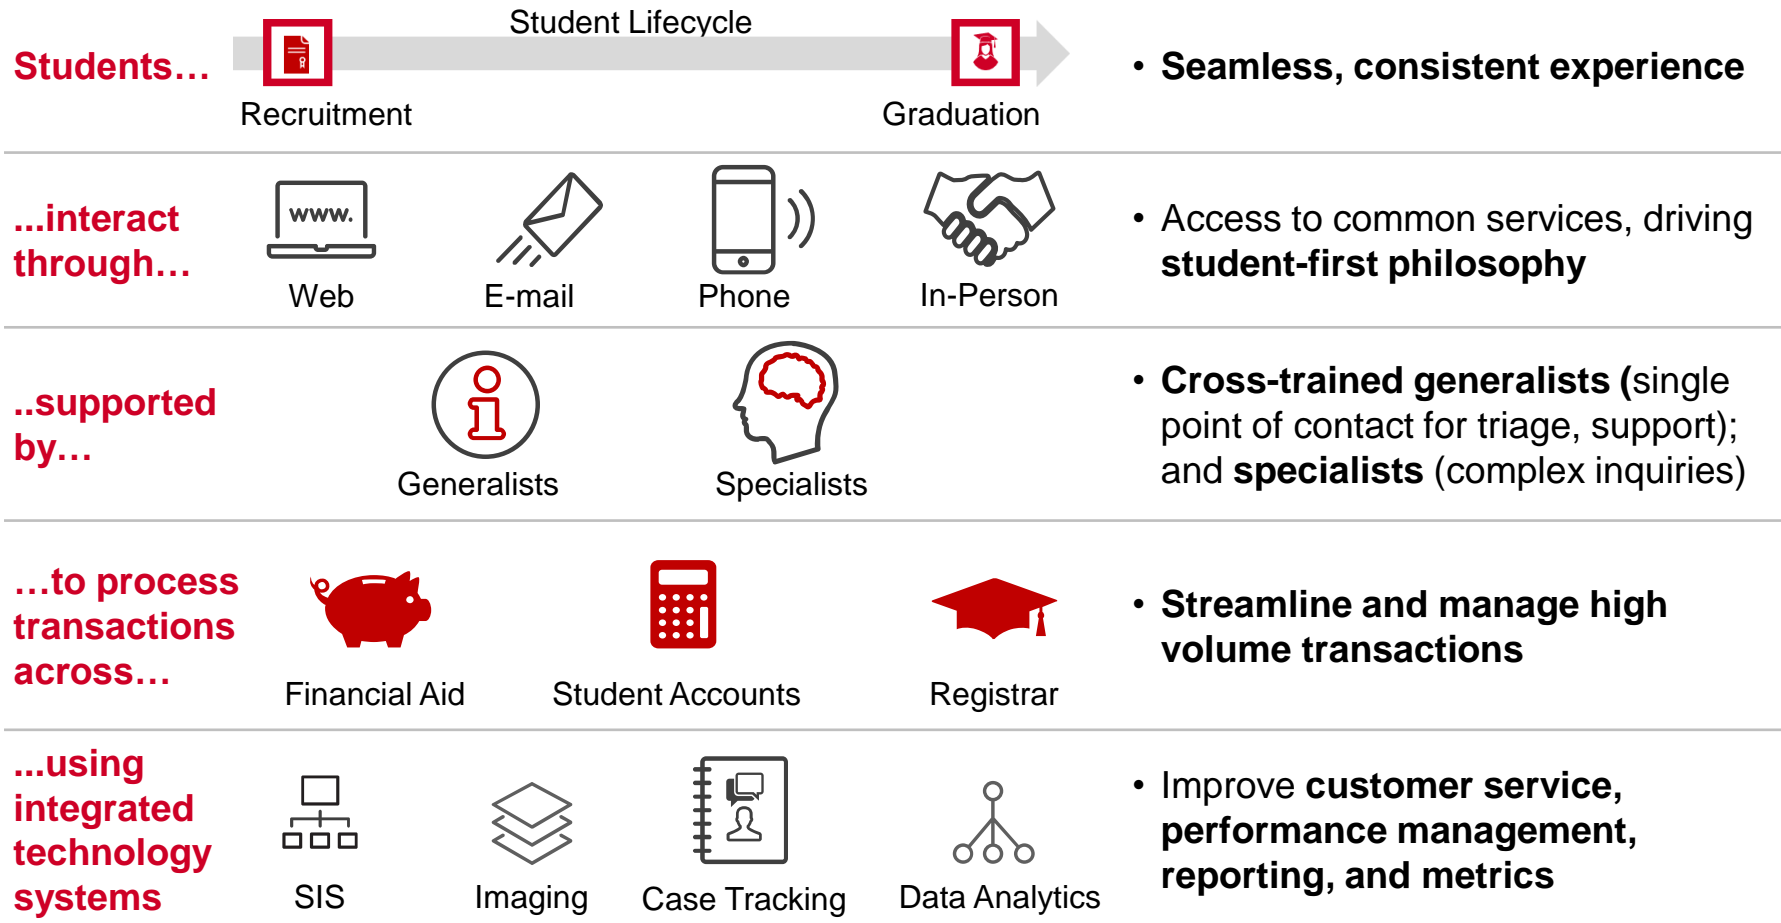 Student Lifecycle
Students…
Recruitment
Graduation
• Seamless, consistent experience
...interact
through…
www.
Web
E-mail
Phone
In-Person
• Access to common services, driving
student-first philosophy
..supported
by…
Generalists
Specialists
• Cross-trained generalists (single
point of contact for triage, support);
and specialists (complex inquiries)
…to process
transactions
across…
Financial Aid
Student Accounts
Registrar
• Streamline and manage high
volume transactions
...using
integrated
technology
systems
SIS
Imaging
Case Tracking
Data Analytics
• Improve customer service,
performance management,
reporting, and metrics